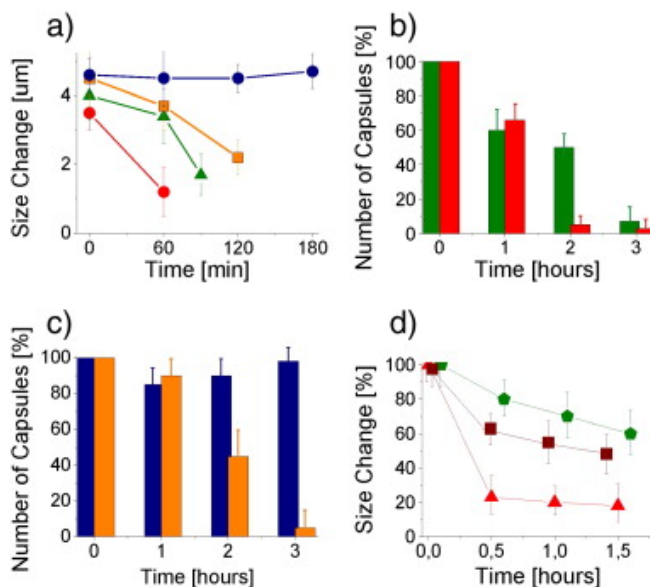 a)
Size Change [um]
4
2
0
0 60 120 180
Time [min]
b)
Number of Capsules [%]
100
80
60
40
20
0
0 1 2 3
Time [hours]
c)
Number of Capsules [%]
100
80
60
40
20
0
0 1 2 3
Time [hours]
d)
Size Change [%]
100
80
60
40
20
0
0,0 0,5 1,0 1,5
Time [hours]